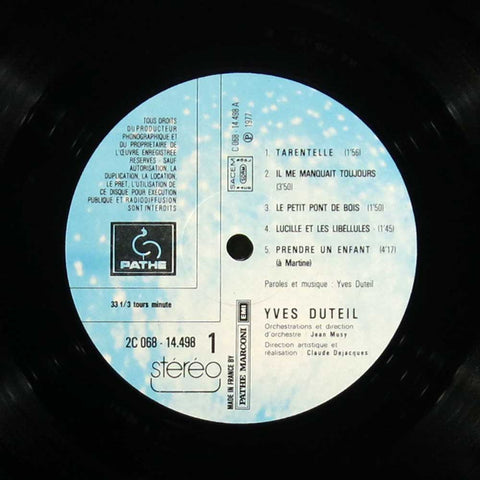 TOUS DROITS
DU PRODUCTEUR
PHONOGRAPHIQUE ET
DU PROPRIETAIRE DE
L'ŒUVRE ENREGISTREE
RESERVES - SAUF
AUTORISATION, LA
DUPLICATION, LA LOCATION,
LE PRET, L'UTILISATION DE
CE DISQUE POUR EXECUTION
PUBLIQUE ET RADIODIFFUSION
SONT INTERDITS
PATHE
33 1/3 tours minute
2C 068 - 14.498 1
stéréo
SACEM
C 068 - 14.498 A
℗ 1977
1. TARENTELLE (1'56)
2. IL ME MANQUAIT TOUJOURS
(3'50)
3. LE PETIT PONT DE BOIS (1'50)
4. LUCILLE ET LES LIBELLULES (1'45)
5. PRENDRE UN ENFANT (4'17)
(à Martine)
Paroles et musique : Yves Duteil
YVES DUTEIL
Orchestrations et direction
d'orchestre : Jean Musy
Direction artistique et
réalisation : Claude Dejacques
MADE IN FRANCE BY
PATHE MARCONI EMI